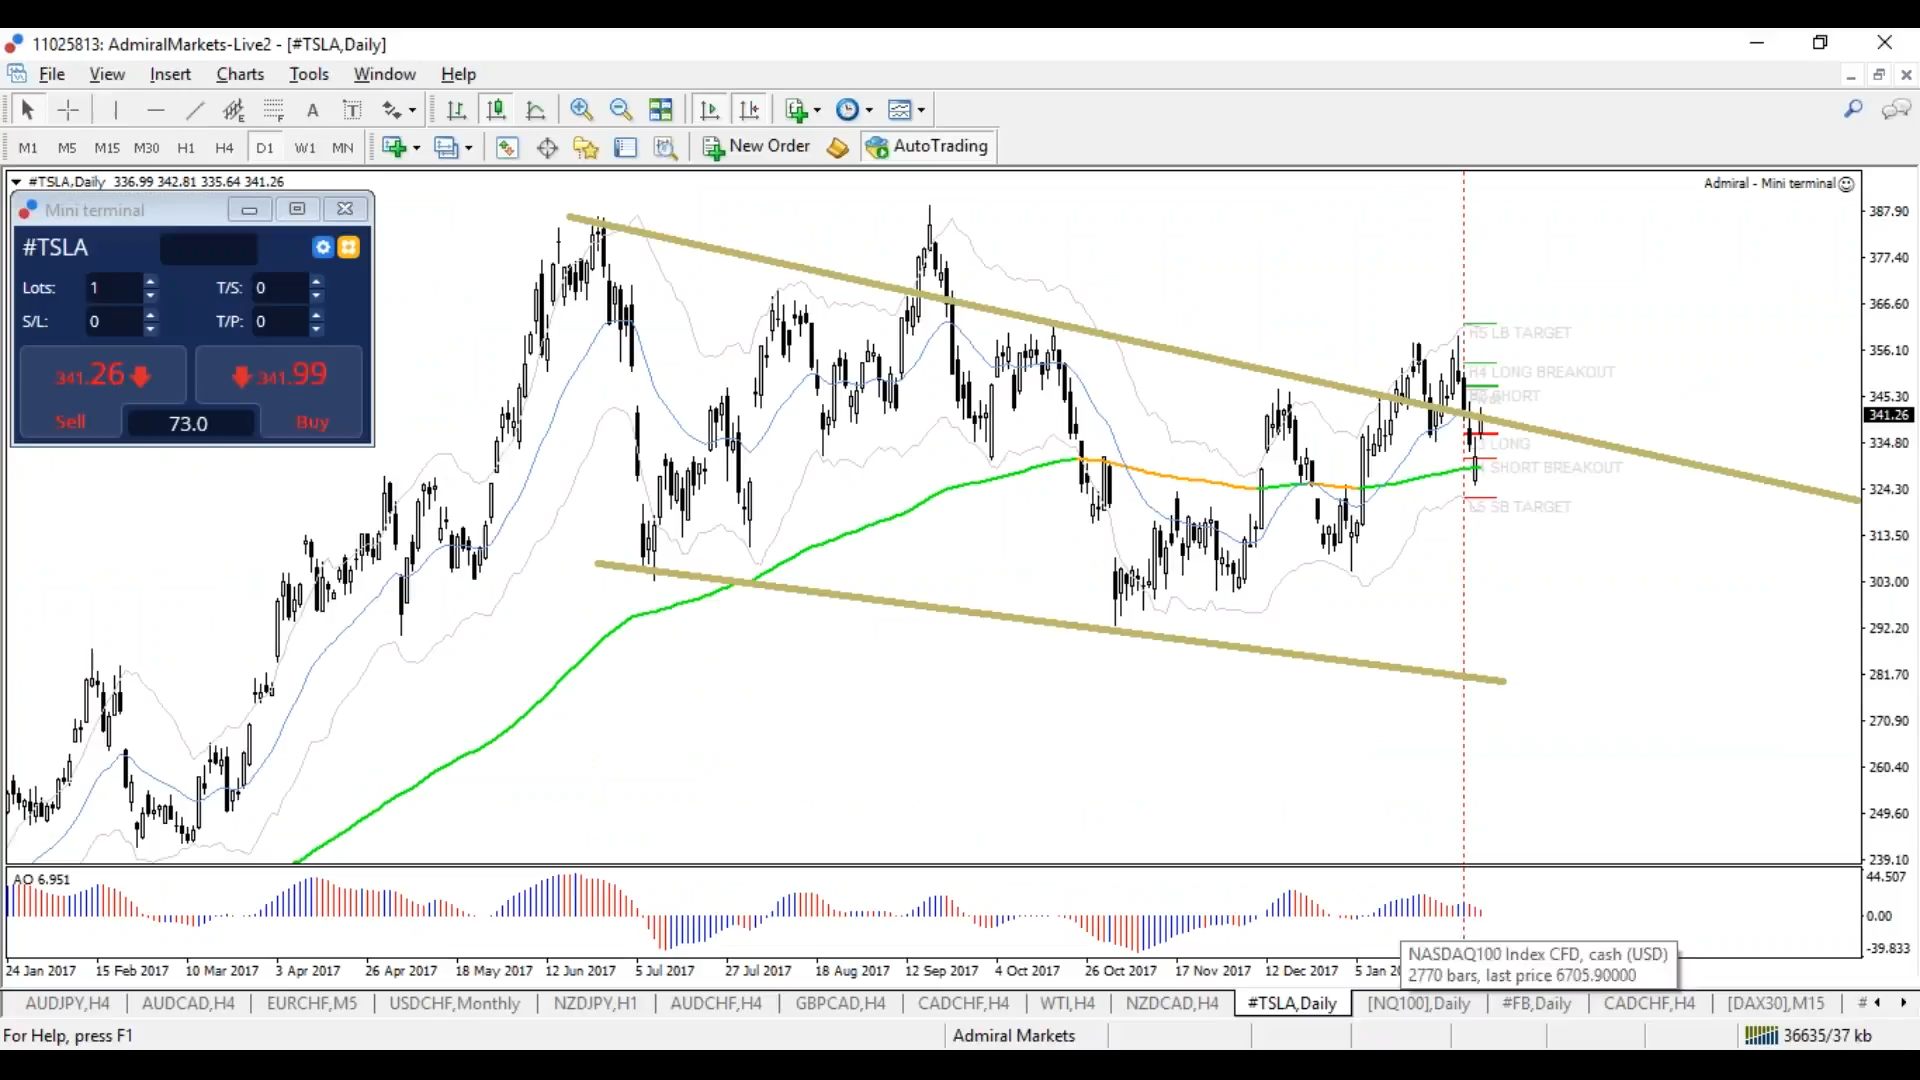 11025813: AdmiralMarkets-Live2 - [#TSLA,Daily]
File View Insert Charts Tools Window Help
A T
M1 M5 M15 M30 H1 H4 D1 W1 MN New Order AutoTrading
#TSLA,Daily 336.99 342.81 335.64 341.26
Admiral - Mini terminal
Mini terminal
#TSLA
Lots: 1 T/S: 0
S/L: 0 T/P: 0
341.26 341.99
Sell 73.0 Buy
387.90
377.40
366.60
356.10
345.30
341.26
334.80
324.30
313.50
303.00
292.20
281.70
270.90
260.40
249.60
239.10
H5 LB TARGET
H4 LONG BREAKOUT
SHORT
LONG
SHORT BREAKOUT
L5 SB TARGET
AO 6.951
44.507
0.00
-39.833
24 Jan 2017 15 Feb 2017 10 Mar 2017 3 Apr 2017 26 Apr 2017 18 May 2017 12 Jun 2017 5 Jul 2017 27 Jul 2017 18 Aug 2017 12 Sep 2017 4 Oct 2017 26 Oct 2017 17 Nov 2017 12 Dec 2017 5 Jan
NASDAQ100 Index CFD, cash (USD)
2770 bars, last price 6705.90000
AUDJPY,H4 AUDCAD,H4 EURCHF,M5 USDCHF,Monthly NZDJPY,H1 AUDCHF,H4 GBPCAD,H4 CADCHF,H4 WTI,H4 NZDCAD,H4 #TSLA,Daily [NQ100],Daily #FB,Daily CADCHF,H4 [DAX30],M15 #
For Help, press F1
Admiral Markets
36635/37 kb